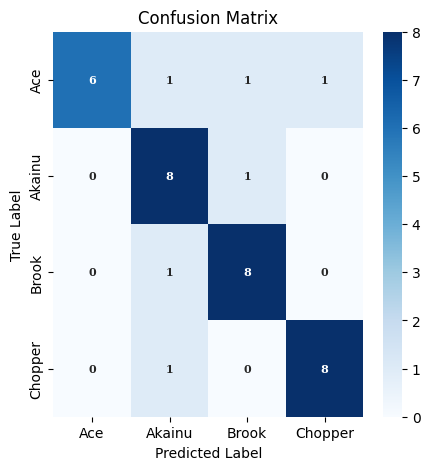 Confusion Matrix
True Label
Ace
6 1 1 1
Akainu
0 8 1 0
Brook
0 1 8 0
Chopper
0 1 0 8
Ace Akainu Brook Chopper
Predicted Label
8
7
6
5
4
3
2
1
0